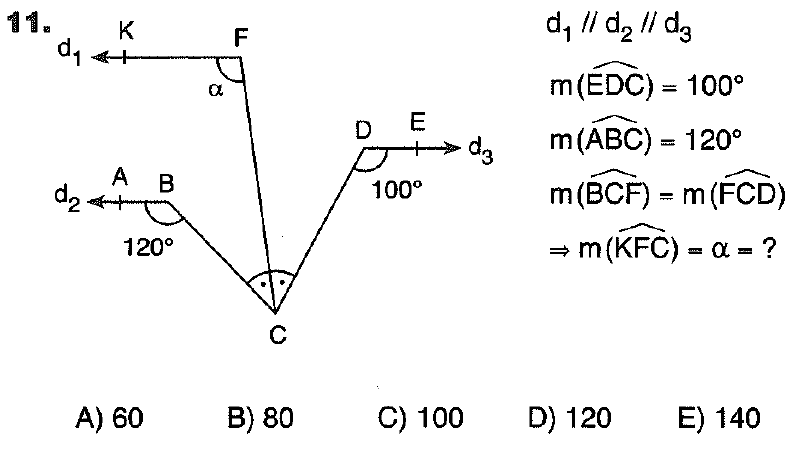 11.
d₁ // d₂ // d₃
m(EDC) = 100°
m(ABC) = 120°
m(BCF) = m(FCD)
⇒ m(KFC) = α = ?
K F
d₁
α
D E
d₃
100°
A B
d₂
120°
C
A) 60 B) 80 C) 100 D) 120 E) 140